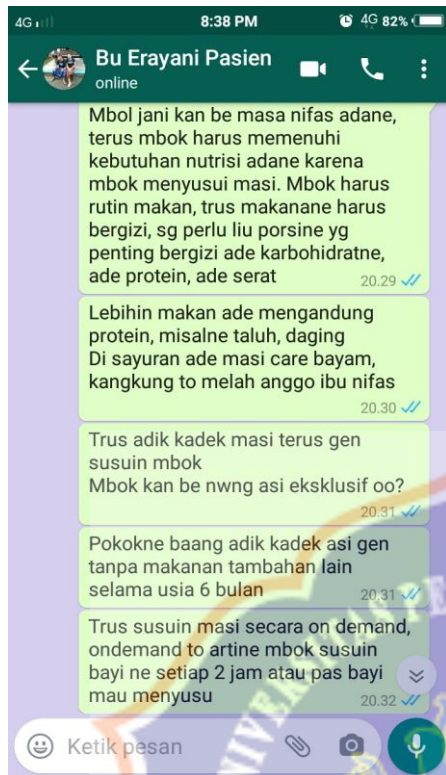 4G 8:38 PM 4G 82%
Bu Erayani Pasien
online
Mbol jani kan be masa nifas adane,
terus mbok harus memenuhi
kebutuhan nutrisi adane karena
mbok menyusui masi. Mbok harus
rutin makan, trus makanane harus
bergizi, sg perlu liu porsine yg
penting bergizi ade karbohidratne,
ade protein, ade serat 20.29
Lebihin makan ade mengandung
protein, misalne taluh, daging
Di sayuran ade masi care bayam,
kangkung to melah anggo ibu nifas
20.30
Trus adik kadek masi terus gen
susuin mbok
Mbok kan be nwng asi eksklusif oo?
20.31
Pokokne baang adik kadek asi gen
tanpa makanan tambahan lain
selama usia 6 bulan 20.31
Trus susuin masi secara on demand,
ondemand to artine mbok susuin
bayi ne setiap 2 jam atau pas bayi
mau menyusu 20.32
Ketik pesan